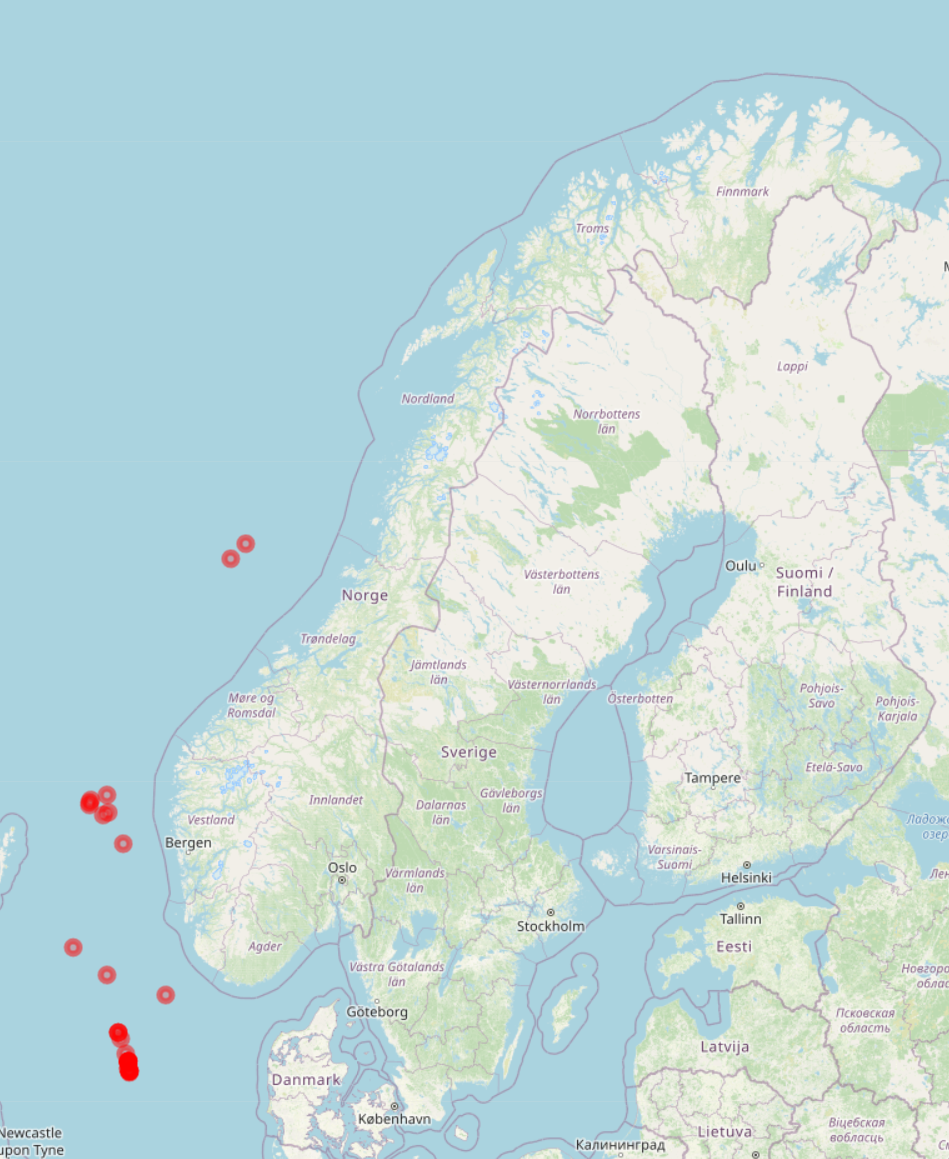 Finnmark
Troms
Lappi
Nordland
Norrbottens
län
Oulu
Suomi /
Finland
Västerbottens
län
Norge
Trøndelag
Jämtlands
län
Västernorrlands
län
Österbotten
Pohjois-
Savo
Pohjois-
Karjala
Møre og
Romsdal
Sverige
Etelä-Savo
Tampere
Innlandet
Dalarnas
län
Gävleborgs
län
Vestland
Bergen
Varsinais-
Suomi
Oslo
Värmlands
län
Helsinki
Stockholm
Tallinn
Agder
Eesti
Västra Götalands
län
Göteborg
Псковская
область
Latvija
Danmark
København
Newcastle
upon Tyne
Lietuva
Віцебская
вобласць
Калининград